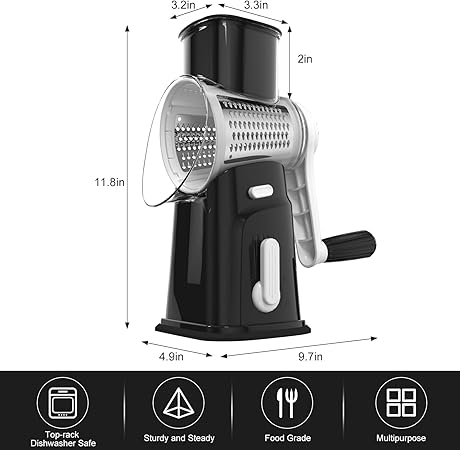 3.2in
3.3in
2in
11.8in
4.9in
9.7in
Top-rack
Dishwasher Safe
Sturdy and Steady
Food Grade
Multipurpose